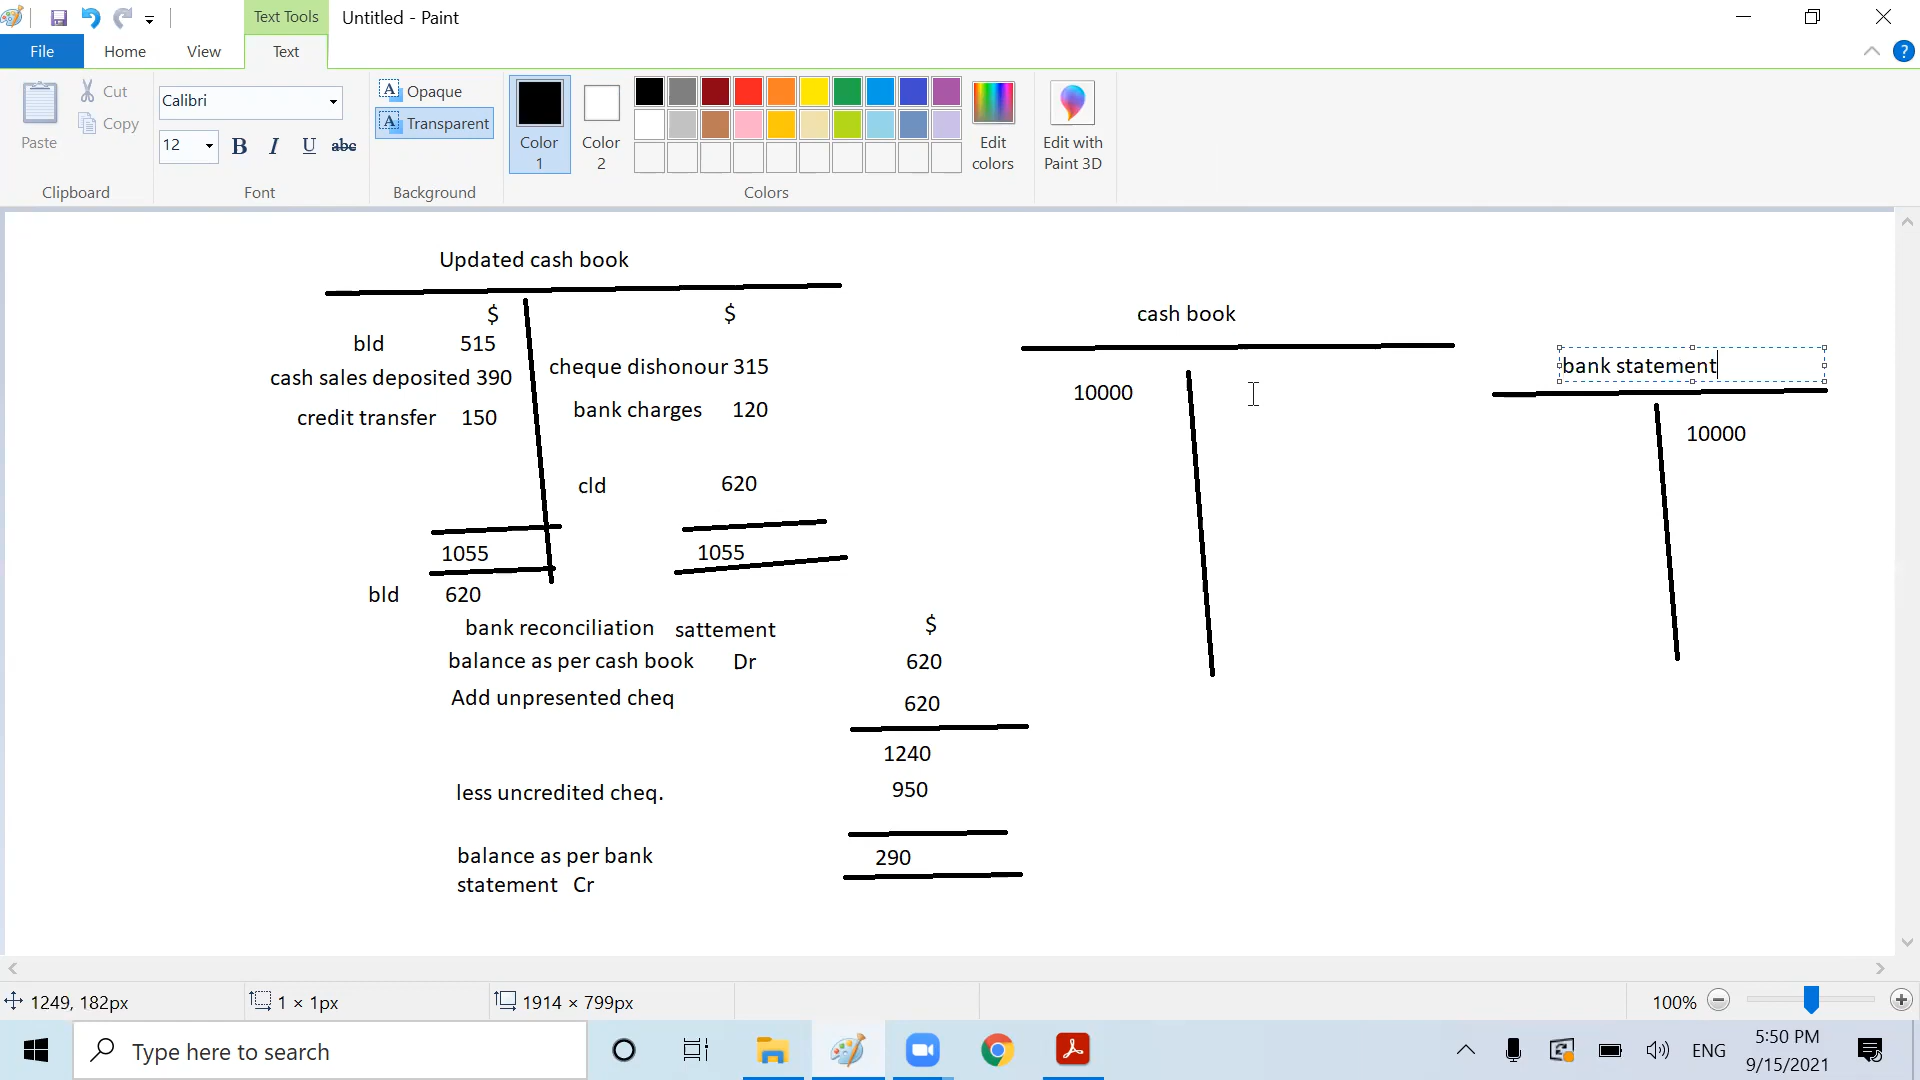 Text Tools
Untitled - Paint
File
Home
View
Text
?
Paste
Cut
Copy
Calibri
12
B
I
U
abc
A Opaque
A Transparent
Color 1
Color 2
Edit colors
Edit with Paint 3D
Clipboard
Font
Background
Colors
Updated cash book
$
$
bld 515
cash sales deposited 390
credit transfer 150
cheque dishonour 315
bank charges 120
cld 620
1055
1055
bld 620
bank reconciliation sattement $
balance as per cash book Dr 620
Add unpresented cheq 620
1240
less uncredited cheq. 950
balance as per bank
statement Cr
290
cash book
10000
bank statement
10000
1249, 182px
1 × 1px
1914 × 799px
100%
Type here to search
ENG
5:50 PM
9/15/2021